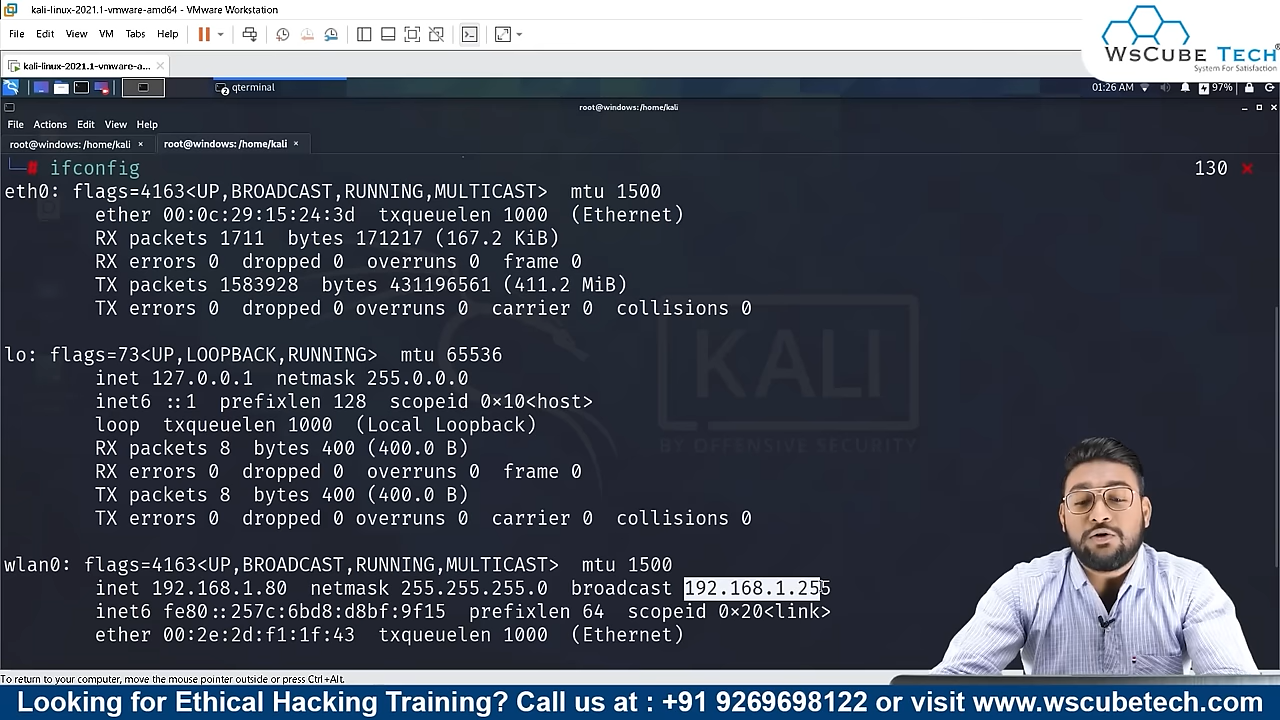 kali-linux-2021.1-vmware-amd64 - VMware Workstation
File Edit View VM Tabs Help
WsCUBE TECH
System For Satisfaction
kali-linux-2021.1-vmware-a...
qterminal
01:26 AM
97%
root@windows:/home/kali
File Actions Edit View Help
root@windows: /home/kali root@windows: /home/kali
# ifconfig 130
eth0: flags=4163<UP,BROADCAST,RUNNING,MULTICAST> mtu 1500
ether 00:0c:29:15:24:3d txqueuelen 1000 (Ethernet)
RX packets 1711 bytes 171217 (167.2 KiB)
RX errors 0 dropped 0 overruns 0 frame 0
TX packets 1583928 bytes 431196561 (411.2 MiB)
TX errors 0 dropped 0 overruns 0 carrier 0 collisions 0
KALI
BY OFFENSIVE SECURITY
lo: flags=73<UP,LOOPBACK,RUNNING> mtu 65536
inet 127.0.0.1 netmask 255.0.0.0
inet6 ::1 prefixlen 128 scopeid 0×10<host>
loop txqueuelen 1000 (Local Loopback)
RX packets 8 bytes 400 (400.0 B)
RX errors 0 dropped 0 overruns 0 frame 0
TX packets 8 bytes 400 (400.0 B)
TX errors 0 dropped 0 overruns 0 carrier 0 collisions 0
wlan0: flags=4163<UP,BROADCAST,RUNNING,MULTICAST> mtu 1500
inet 192.168.1.80 netmask 255.255.255.0 broadcast 192.168.1.255
inet6 fe80::257c:6bd8:d8bf:9f15 prefixlen 64 scopeid 0×20<link>
ether 00:2e:2d:f1:1f:43 txqueuelen 1000 (Ethernet)
To return to your computer, move the mouse pointer outside or press Ctrl+Alt.
Looking for Ethical Hacking Training? Call us at : +91 9269698122 or visit www.wscubetech.com